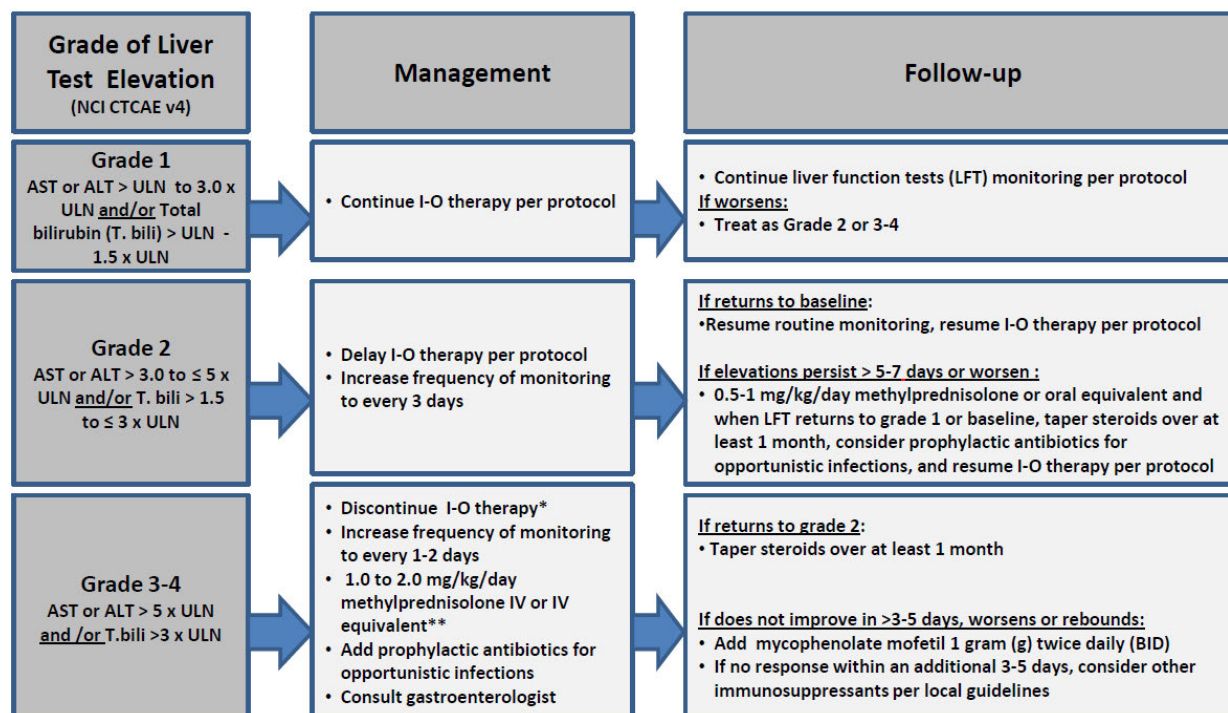 Grade of Liver
Test Elevation
(NCI CTCAE v4)
Management
Follow-up
Grade 1
AST or ALT > ULN to 3.0 x
ULN and/or Total
bilirubin (T. bili) > ULN -
1.5 x ULN
• Continue I-O therapy per protocol
• Continue liver function tests (LFT) monitoring per protocol
If worsens:
• Treat as Grade 2 or 3-4
Grade 2
AST or ALT > 3.0 to ≤ 5 x
ULN and/or T. bili > 1.5
to ≤ 3 x ULN
• Delay I-O therapy per protocol
• Increase frequency of monitoring
to every 3 days
If returns to baseline:
•Resume routine monitoring, resume I-O therapy per protocol
If elevations persist > 5-7 days or worsen :
• 0.5-1 mg/kg/day methylprednisolone or oral equivalent and
when LFT returns to grade 1 or baseline, taper steroids over at
least 1 month, consider prophylactic antibiotics for
opportunistic infections, and resume I-O therapy per protocol
Grade 3-4
AST or ALT > 5 x ULN
and /or T.bili >3 x ULN
• Discontinue I-O therapy*
• Increase frequency of monitoring
to every 1-2 days
• 1.0 to 2.0 mg/kg/day
methylprednisolone IV or IV
equivalent**
• Add prophylactic antibiotics for
opportunistic infections
• Consult gastroenterologist
If returns to grade 2:
• Taper steroids over at least 1 month
If does not improve in >3-5 days, worsens or rebounds:
• Add mycophenolate mofetil 1 gram (g) twice daily (BID)
• If no response within an additional 3-5 days, consider other
immunosuppressants per local guidelines